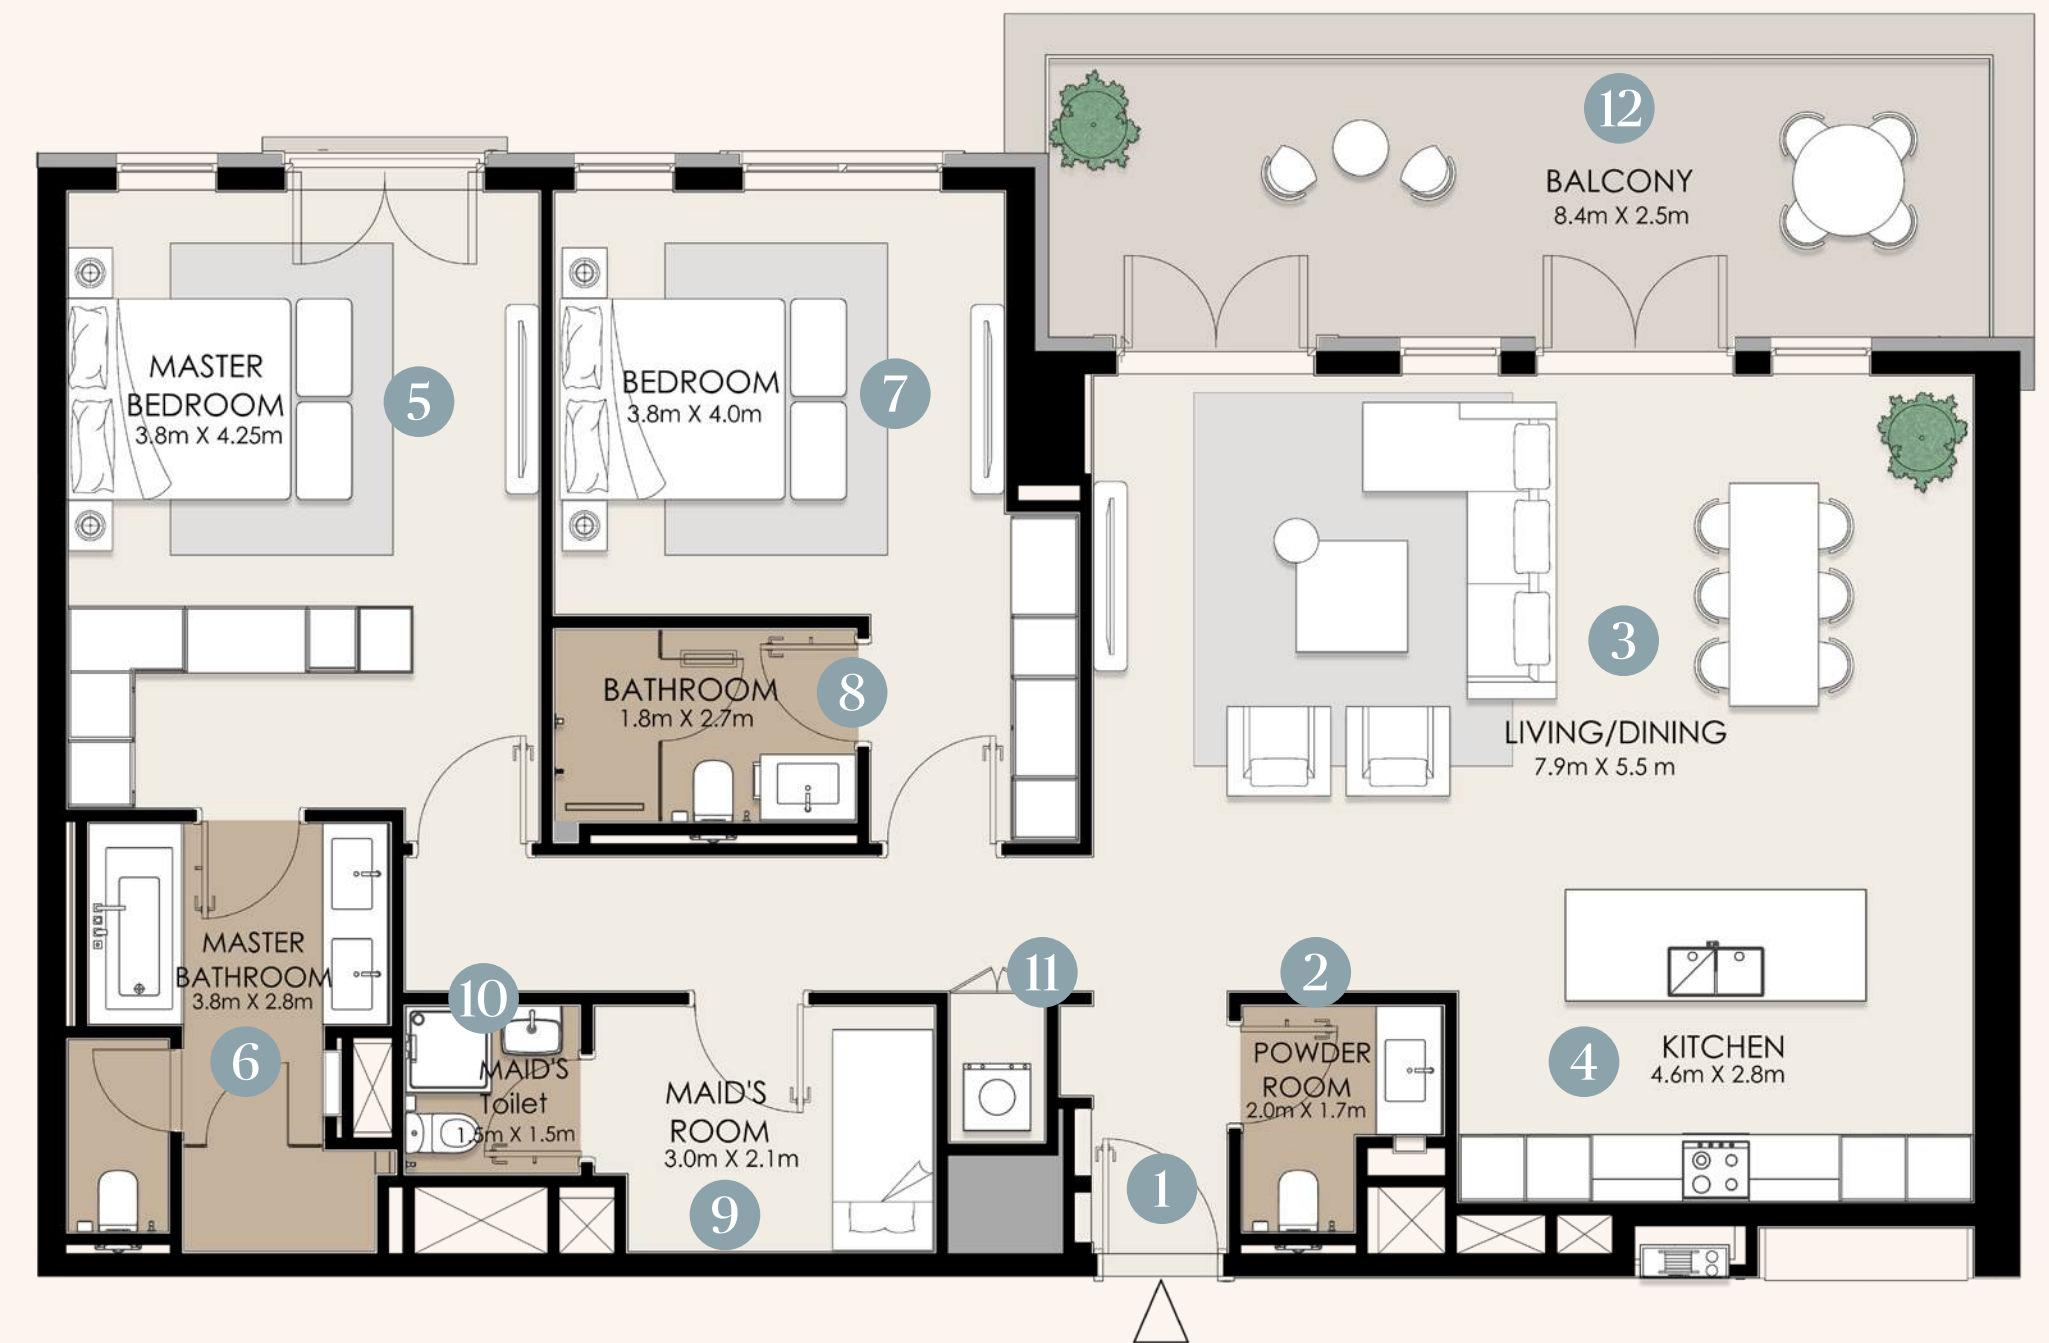 12
BALCONY
8.4m X 2.5m
MASTER
BEDROOM
3.8m X 4.25m
5
BEDROOM
3.8m X 4.0m
7
3
LIVING/DINING
7.9m X 5.5 m
BATHROOM
1.8m X 2.7m
8
MASTER
BATHROOM
3.8m X 2.8m
6
10
MAID'S
Toilet
1.5m X 1.5m
MAID'S
ROOM
3.0m X 2.1m
9
11
1
2
POWDER
ROOM
2.0m X 1.7m
4
KITCHEN
4.6m X 2.8m